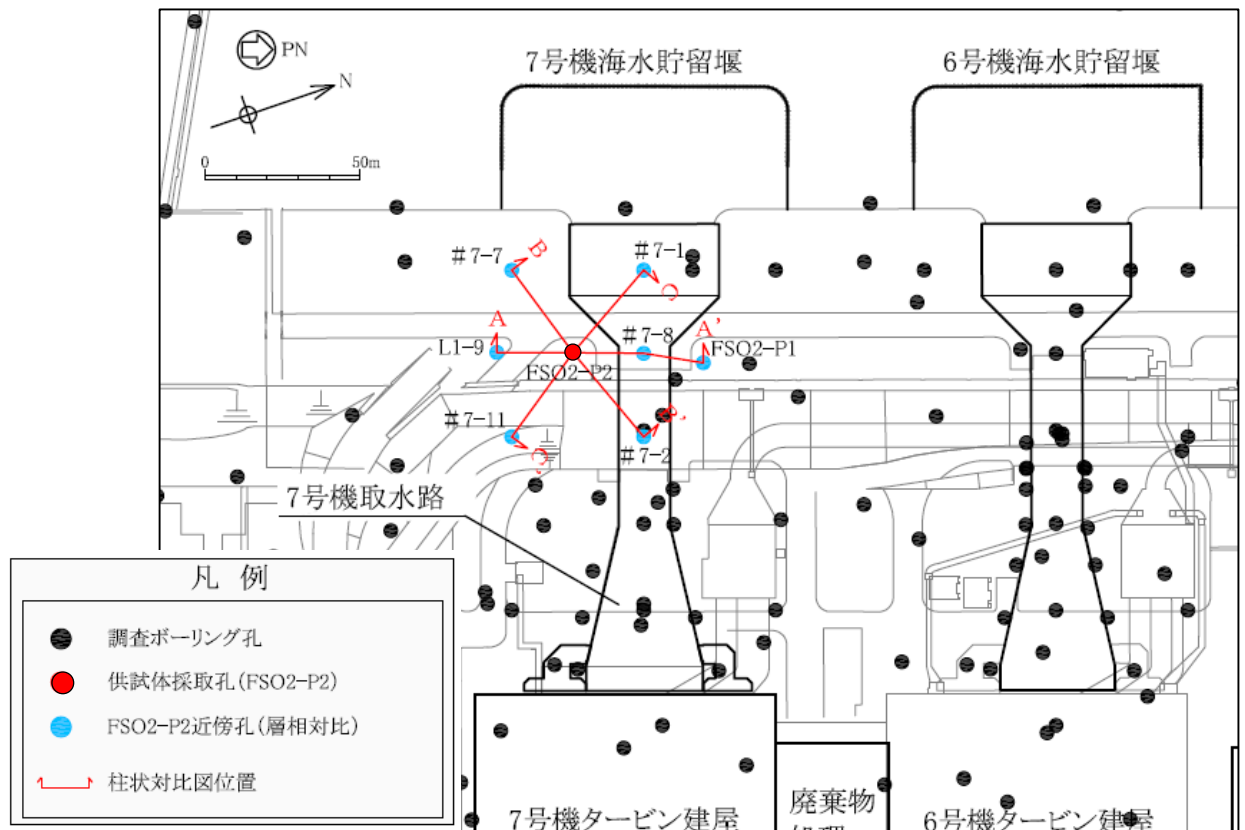 PN
N
0 50m
7号機海水貯留堰
6号機海水貯留堰
#7-7
B
#7-1
C
A
#7-8
A'
L1-9
FSO2-P1
FSO2-P2
#7-11
B'
C'
#7-2
7号機取水路
凡 例
調査ボーリング孔
供試体採取孔(FSO2-P2)
FSO2-P2近傍孔(層相対比)
柱状対比図位置
7号機タービン建屋
廃棄物
処理
6号機タービン建屋